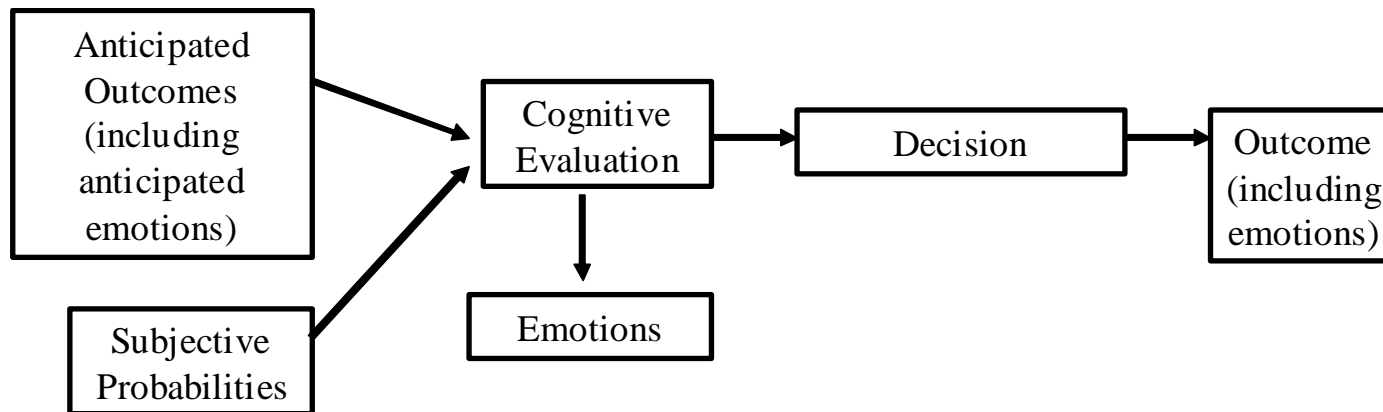 Anticipated
Outcomes
(including
anticipated
emotions)
Subjective
Probabilities
Cognitive
Evaluation
Emotions
Decision
Outcome
(including
emotions)